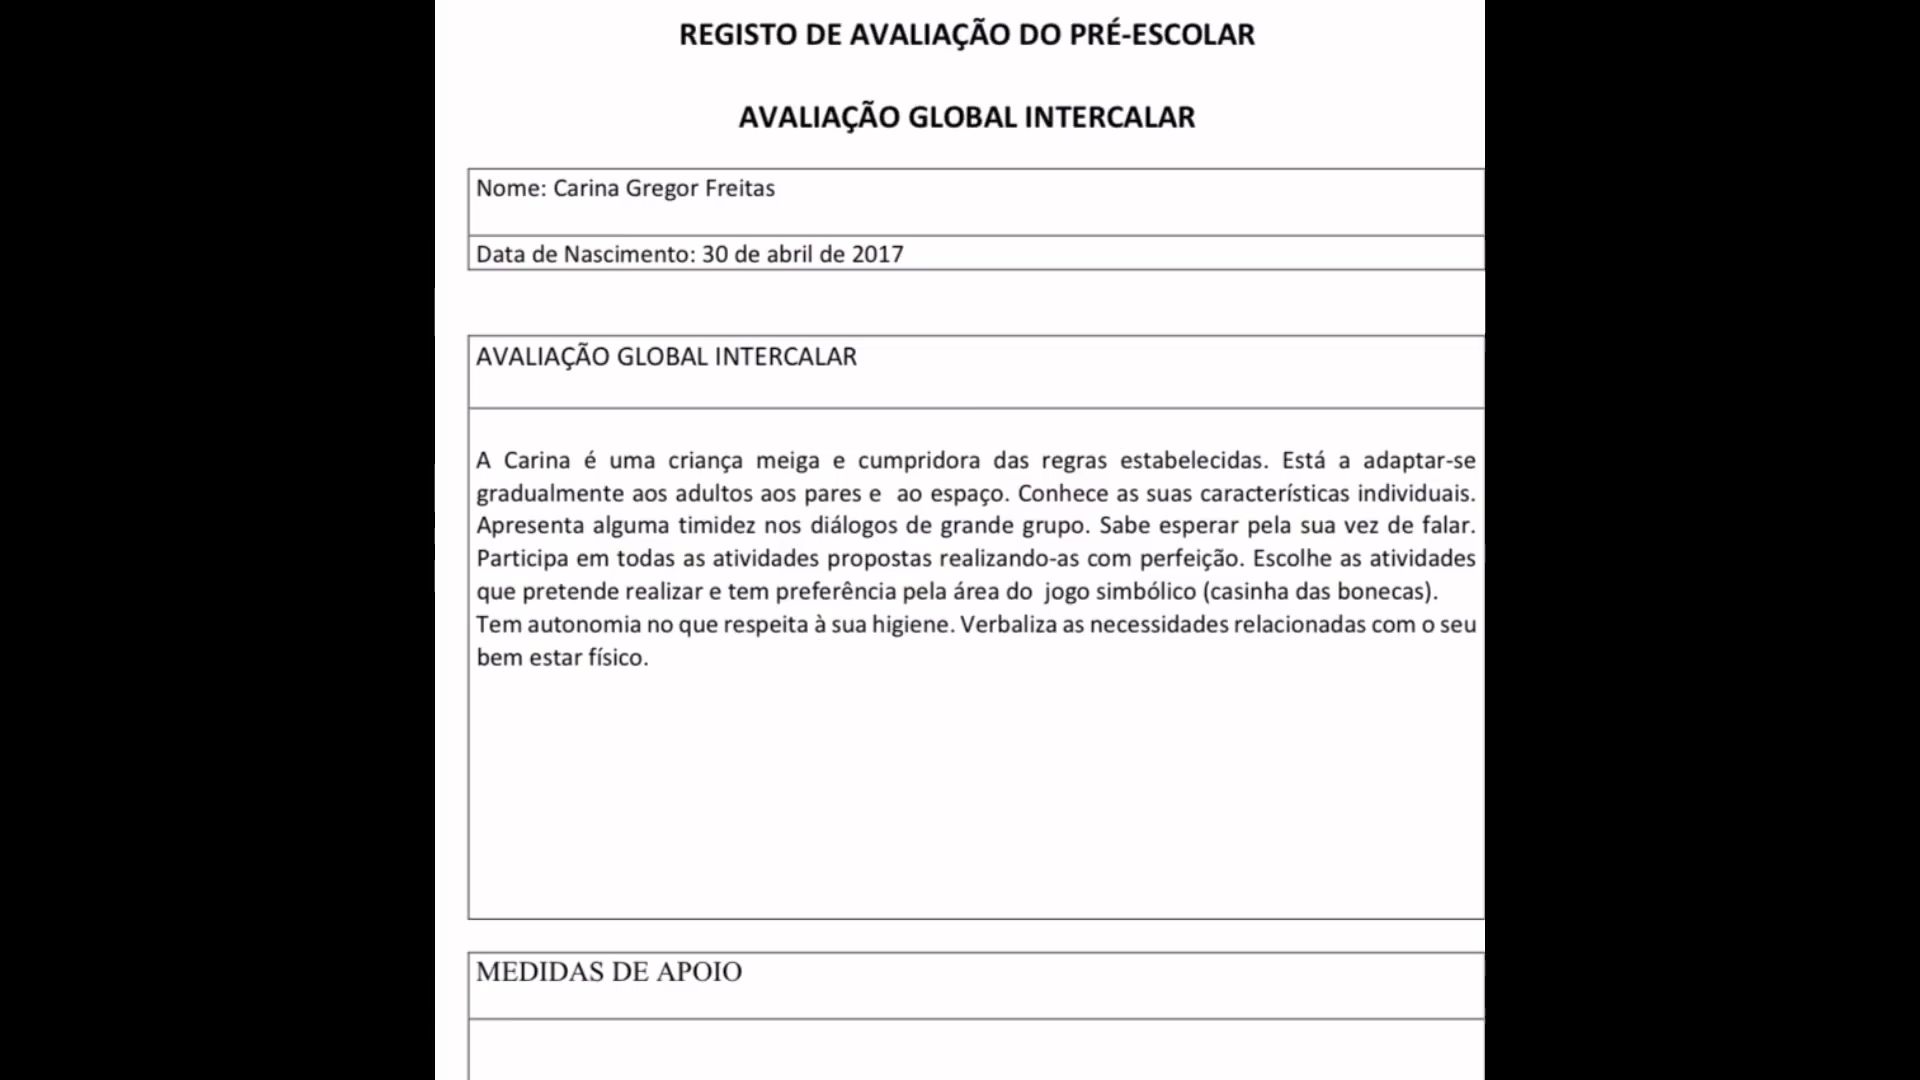 REGISTO DE AVALIAÇÃO DO PRÉ-ESCOLAR
AVALIAÇÃO GLOBAL INTERCALAR
Nome: Carina Gregor Freitas
Data de Nascimento: 30 de abril de 2017
AVALIAÇÃO GLOBAL INTERCALAR
A Carina é uma criança meiga e cumpridora das regras estabelecidas. Está a adaptar-se
gradualmente aos adultos aos pares e  ao espaço. Conhece as suas características individuais.
Apresenta alguma timidez nos diálogos de grande grupo. Sabe esperar pela sua vez de falar.
Participa em todas as atividades propostas realizando-as com perfeição. Escolhe as atividades
que pretende realizar e tem preferência pela área do  jogo simbólico (casinha das bonecas).
Tem autonomia no que respeita à sua higiene. Verbaliza as necessidades relacionadas com o seu
bem estar físico.
MEDIDAS DE APOIO